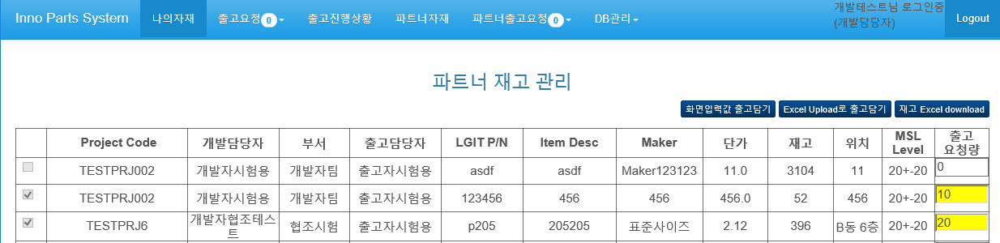 Inno Parts System 나의자재 출고요청 0 출고진행상황 파트너자재 파트너출고요청 0 DB관리 개발테스트님 로그인중 Logout
(개발담당자)
파트너 재고 관리
화면입력값 출고담기 Excel Upload로 출고담기 재고 Excel download
Project Code 개발담당자 부서 출고담당자 LGIT P/N Item Desc Maker 단가 재고 위치 MSL Level 출고 요청량
TESTPRJ002 개발자시험용 개발자팀 출고자시험용 asdf asdf Maker123123 11.0 3104 11 20+-20 0
TESTPRJ002 개발자시험용 개발자팀 출고자시험용 123456 456 456 456.0 52 456 20+-20 10
TESTPRJ6 개발자협조테스트 협조시험 출고자시험용 p205 205205 표준사이즈 2.12 396 B동 6층 20+-20 20